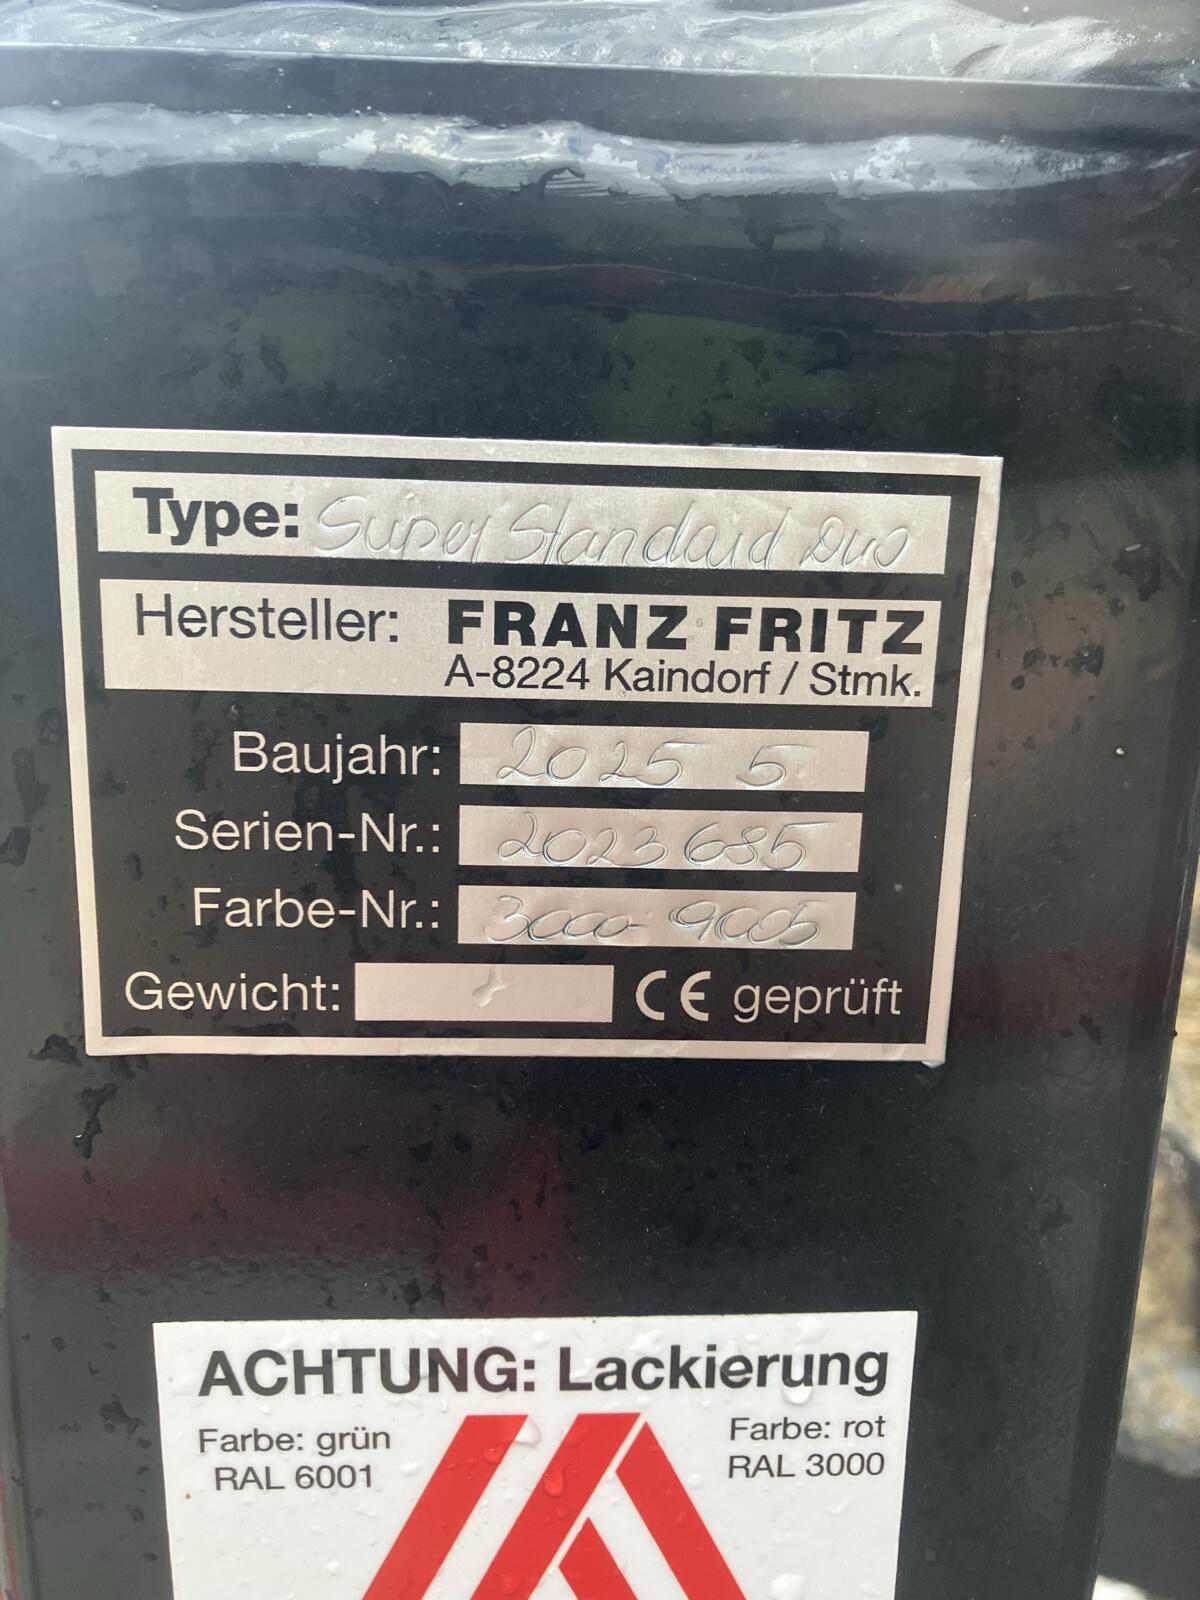 Type: Super Standard Duo
Hersteller: FRANZ FRITZ
A-8224 Kaindorf / Stmk.
Baujahr: 2025 5
Serien-Nr.: 2023685
Farbe-Nr.: 3000-9005
Gewicht:
CE geprüft
ACHTUNG: Lackierung
Farbe: grün
RAL 6001
Farbe: rot
RAL 3000